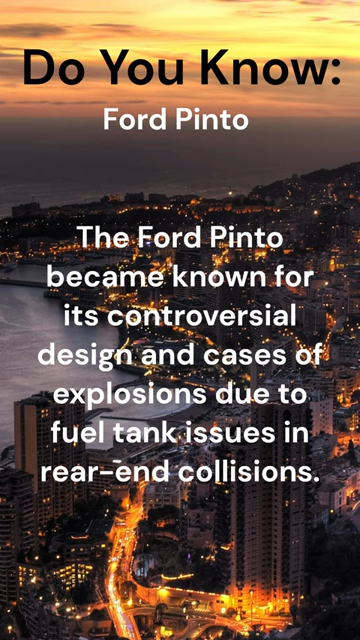 Do You Know:
Ford Pinto
The Ford Pinto
became known for
its controversial
design and cases of
explosions due to
fuel tank issues in
rear-end collisions.